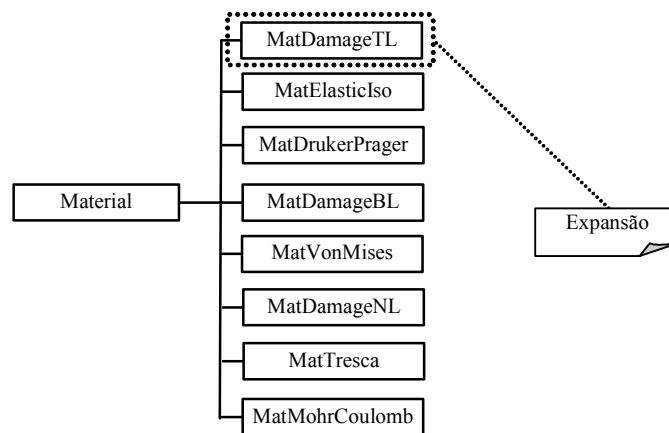 MatDamageTL
MatElasticIso
MatDrukerPrager
Material
MatDamageBL
Expansão
MatVonMises
MatDamageNL
MatTresca
MatMohrCoulomb